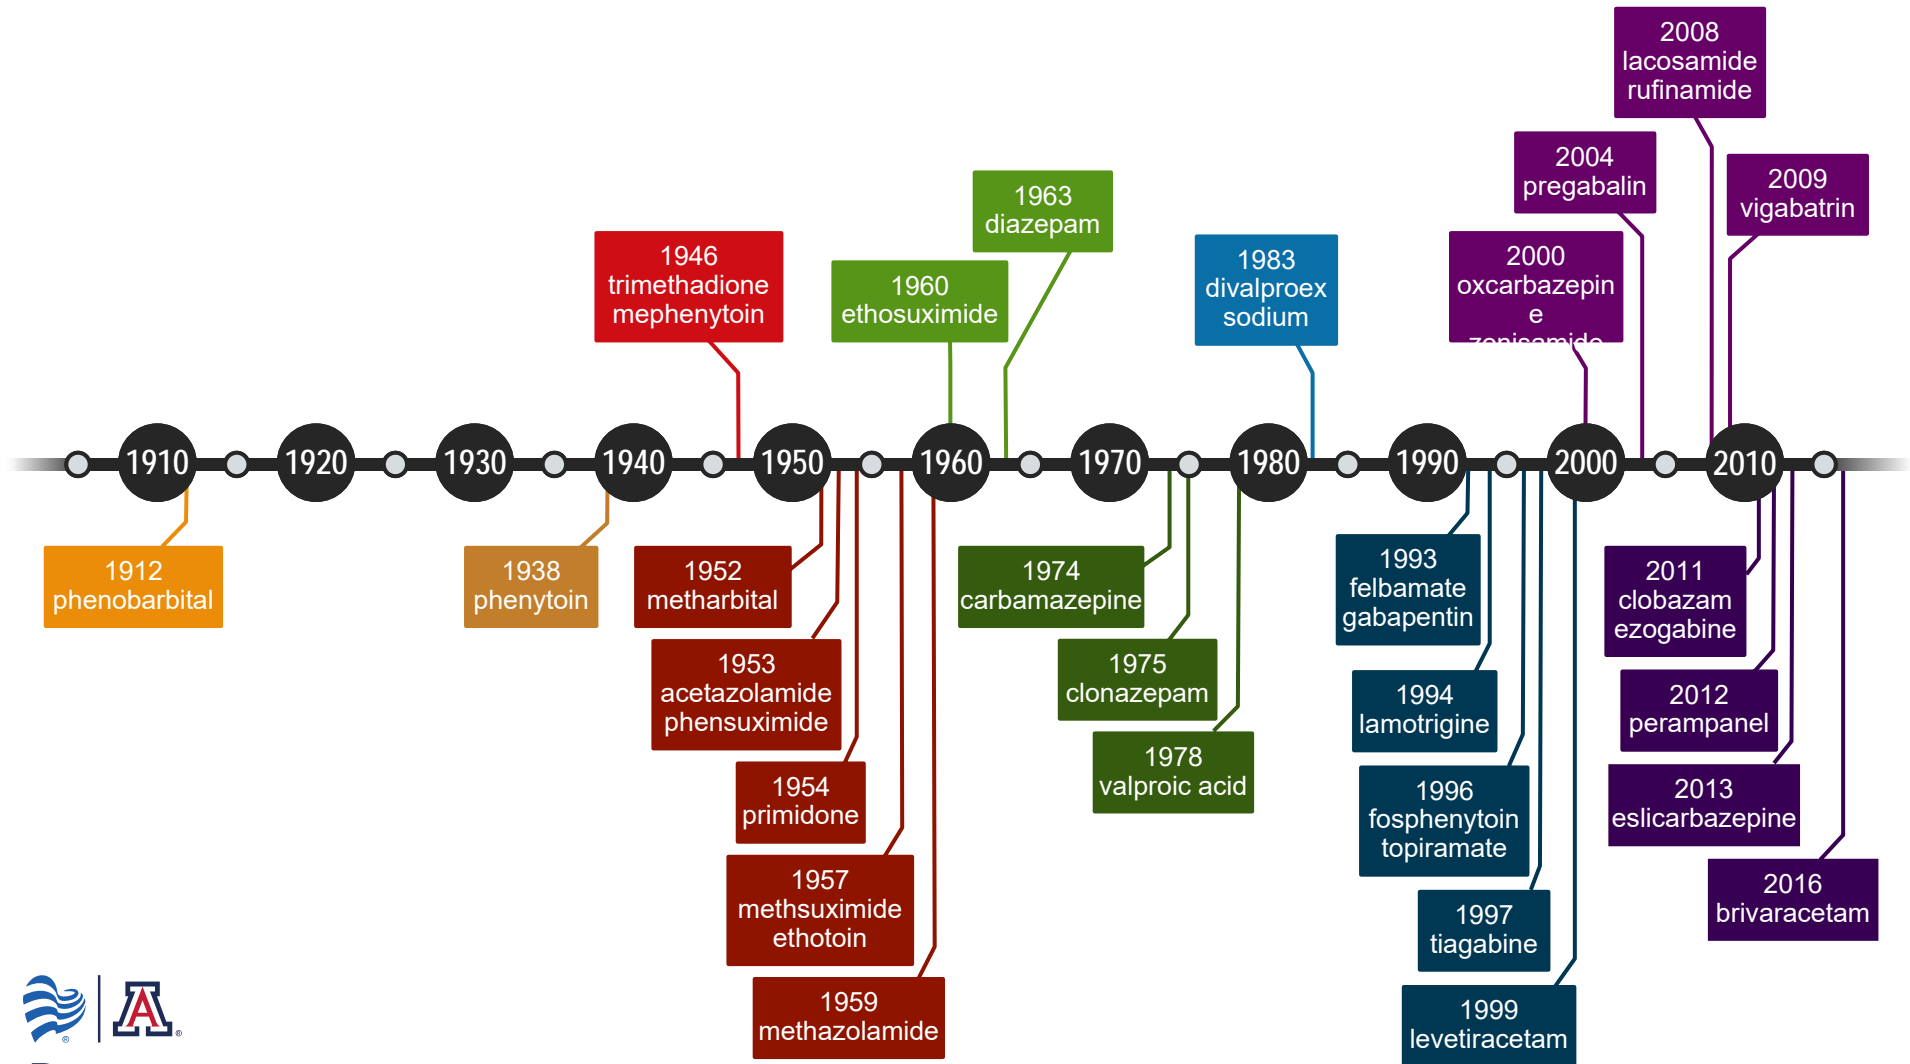 2008
lacosamide
rufinamide
2004
pregabalin
2009
vigabatrin
1963
diazepam
1946
trimethadione
mephenytoin
1960
ethosuximide
1983
divalproex
sodium
2000
oxcarbazepin
e
zonisamide
1910
1920
1930
1940
1950
1960
1970
1980
1990
2000
2010
1912
phenobarbital
1938
phenytoin
1952
metharbital
1953
acetazolamide
phensuximide
1954
primidone
1957
methsuximide
ethotoin
1959
methazolamide
1974
carbamazepine
1975
clonazepam
1978
valproic acid
1993
felbamate
gabapentin
1994
lamotrigine
1996
fosphenytoin
topiramate
1997
tiagabine
1999
levetiracetam
2011
clobazam
ezogabine
2012
perampanel
2013
eslicarbazepine
2016
brivaracetam
®
A
®